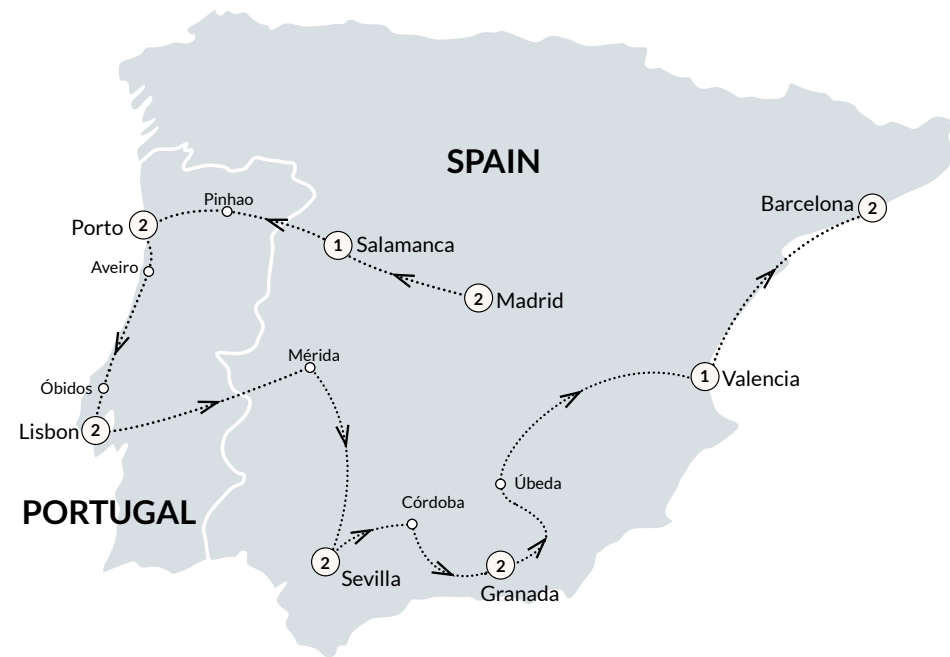 SPAIN
Pinhao
Barcelona 2
Porto 2
1 Salamanca
Aveiro
2 Madrid
Mérida
1 Valencia
Óbidos
Lisbon 2
Úbeda
Córdoba
PORTUGAL
2
Sevilla
2
Granada